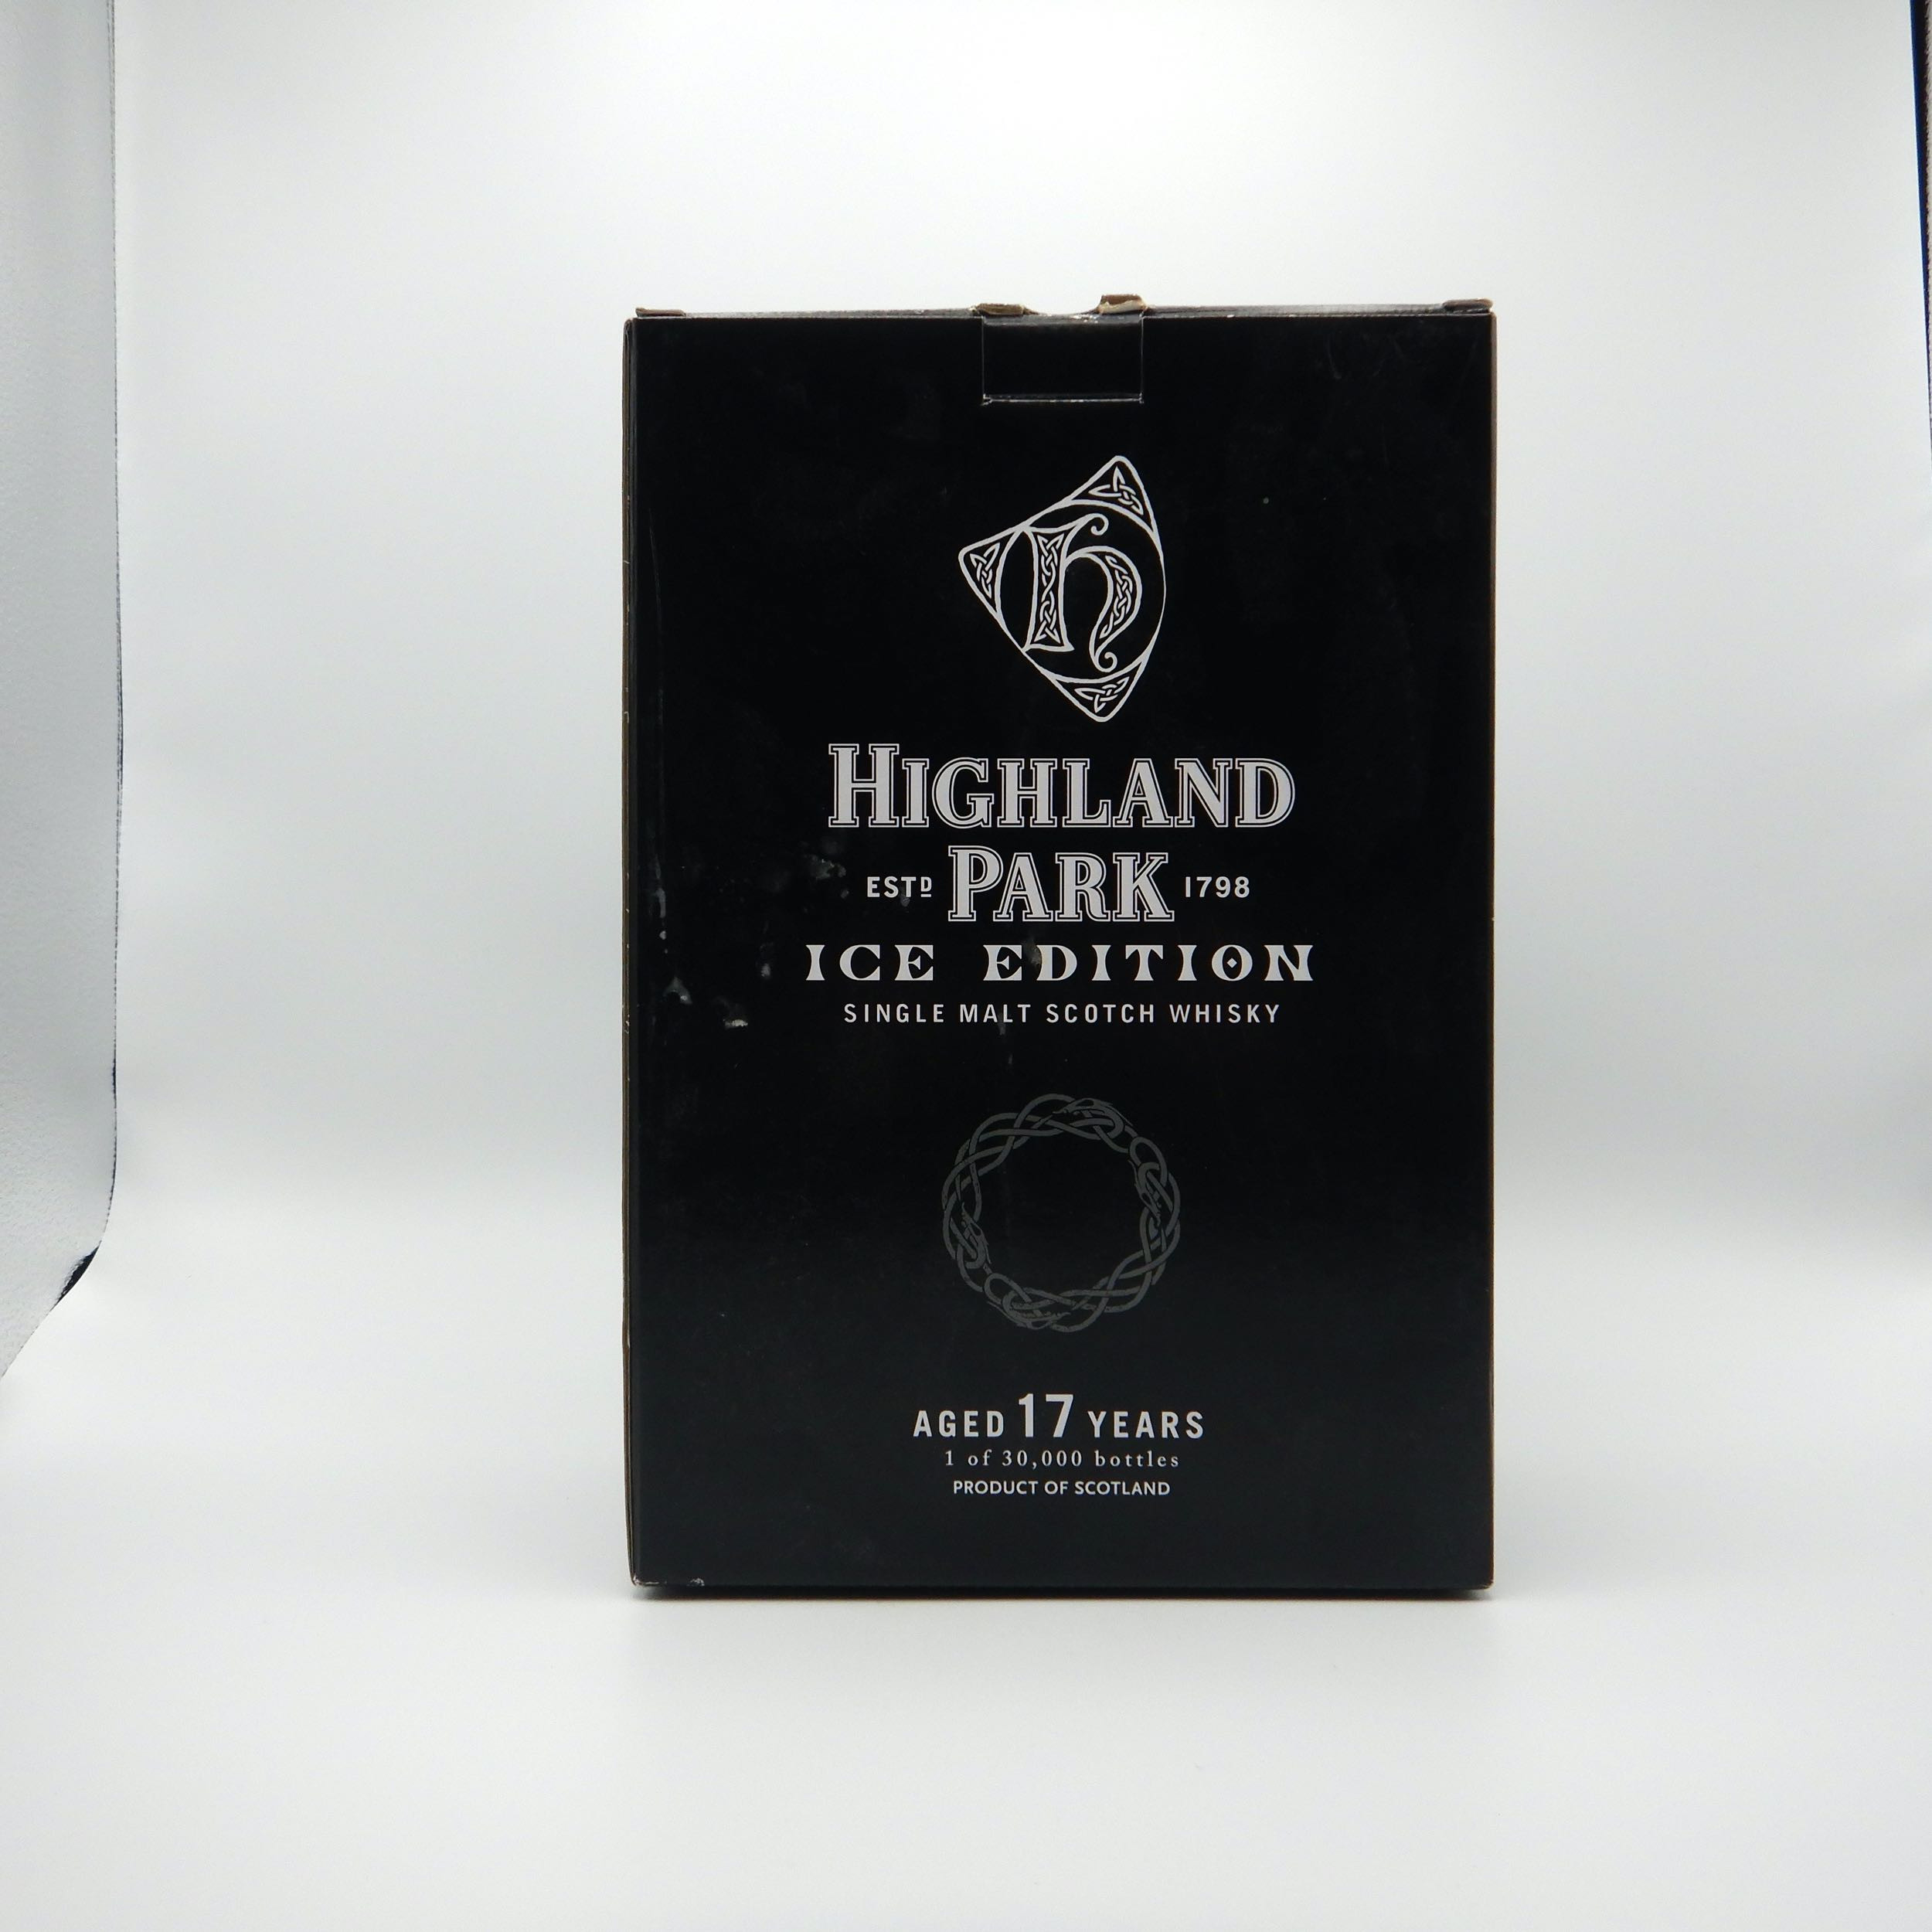 h
HIGHLAND
ESTD PARK 1798
ICE EDITION
SINGLE MALT SCOTCH WHISKY
AGED 17 YEARS
1 of 30,000 bottles
PRODUCT OF SCOTLAND